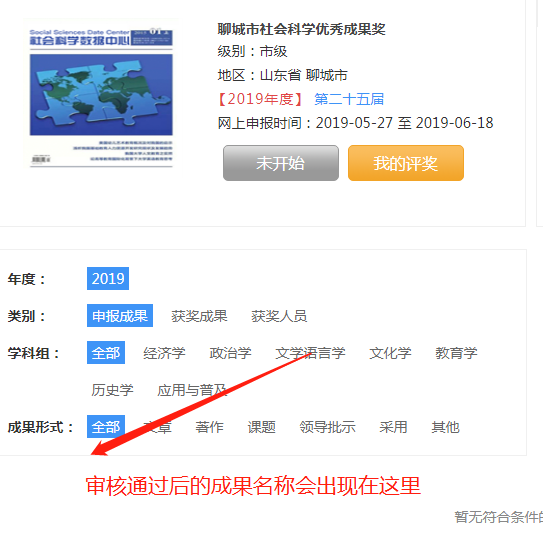 Social Sciences Date Center
社会科学数据中心
聊城市社会科学优秀成果奖
级别：市级
地区：山东省 聊城市
【2019年度】 第二十五届
网上申报时间：2019-05-27 至 2019-06-18
未开始 我的评奖
年度： 2019
类别： 申报成果 获奖成果 获奖人员
学科组： 全部 经济学 政治学 文学语言学 文化学 教育学
历史学 应用与普及
成果形式： 全部 文章 著作 课题 领导批示 采用 其他
审核通过后的成果名称会出现在这里
暂无符合条件的